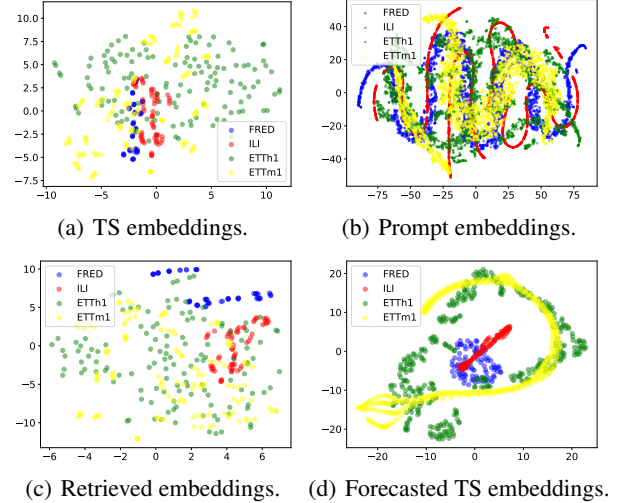 10.0
7.5
5.0
2.5
0.0
−2.5
−5.0
−7.5
−10
−5
0
5
10
FRED
ILI
ETTh1
ETTm1
(a) TS embeddings.
40
20
0
−20
−40
−75
−50
−25
0
25
50
75
FRED
ILI
ETTh1
ETTm1
(b) Prompt embeddings.
10
5
0
−5
−10
−6
−4
−2
0
2
4
6
FRED
ILI
ETTh1
ETTm1
(c) Retrieved embeddings.
20
10
0
−10
−20
−20
−10
0
10
20
FRED
ILI
ETTh1
ETTm1
(d) Forecasted TS embeddings.